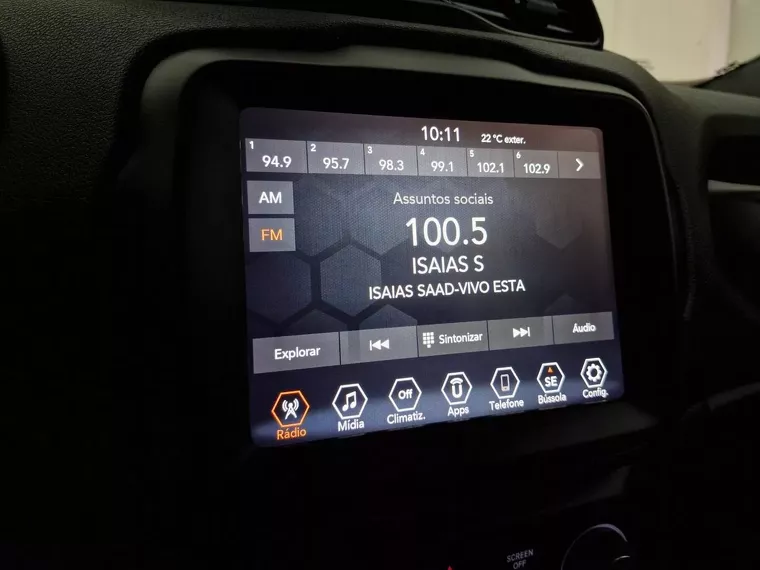 10:11 22 °C exter.
1 94.9 2 95.7 3 98.3 4 99.1 5 102.1 6 102.9
AM
Assuntos sociais
FM
100.5
ISAIAS S
ISAIAS SAAD-VIVO ESTA
Explorar Sintonizar Áudio
Off SE
Rádio Mídia Climatiz. Apps Telefone Bússola Config.
SCREEN
OFF